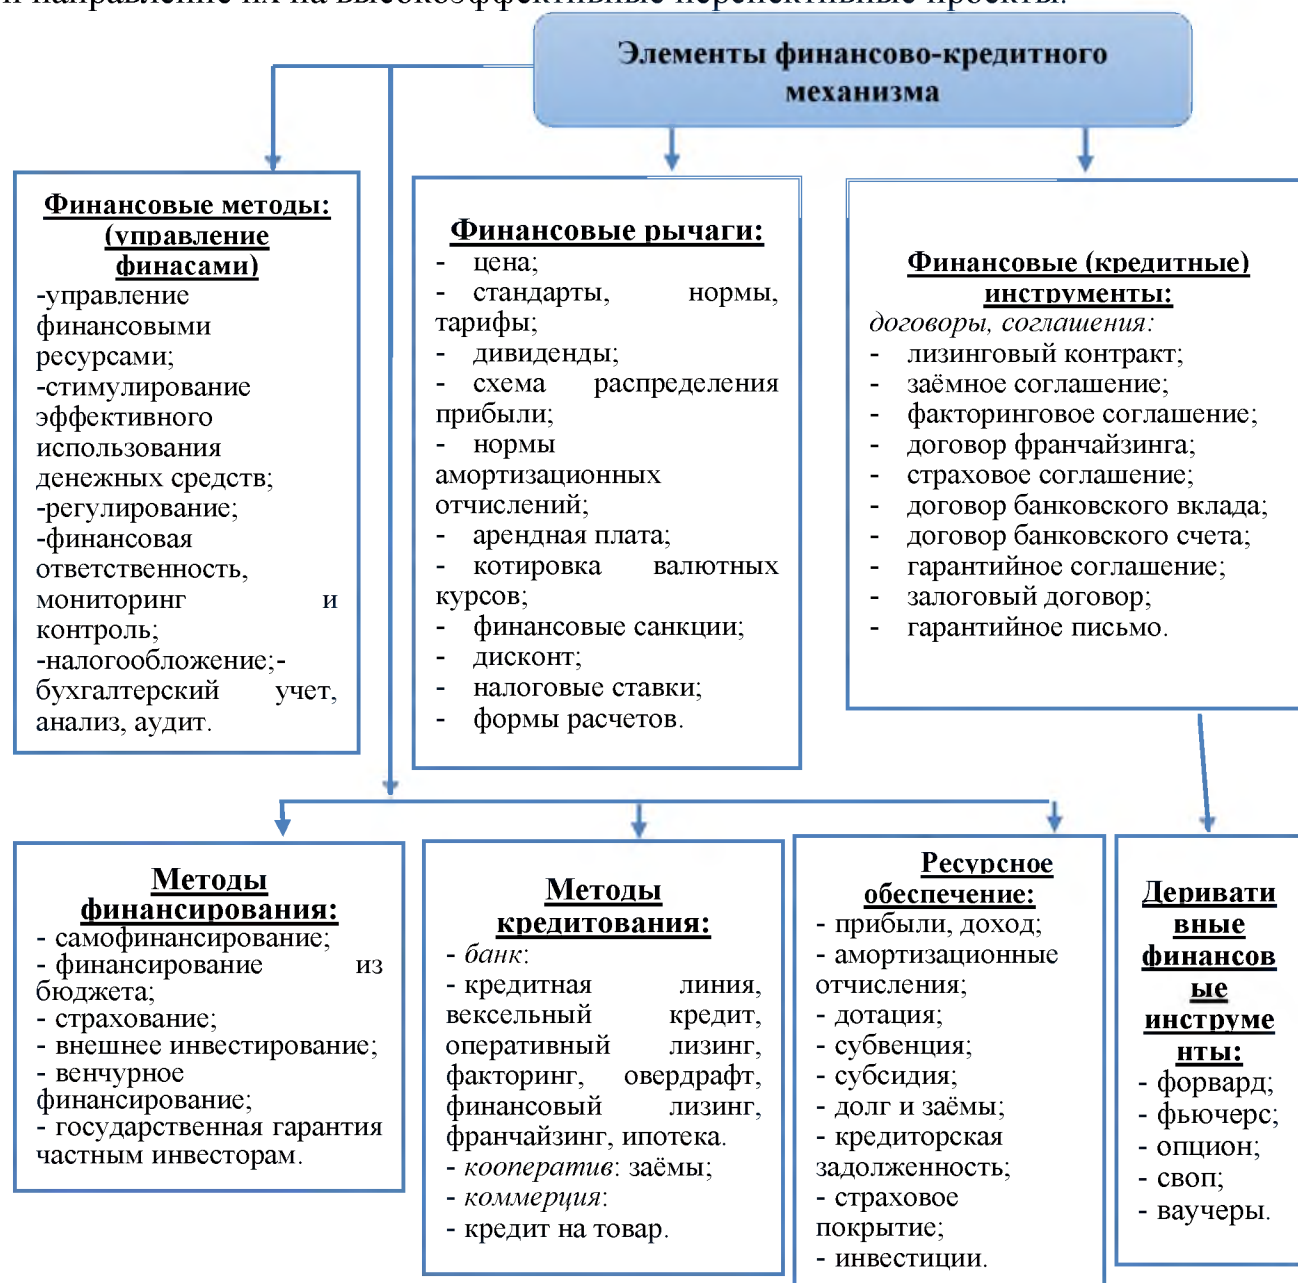 и направление их на высокоэффективные перспективные проекты.
Элементы финансово-кредитного
механизма
Финансовые методы:
(управление
финасами)
-управление
финансовыми
ресурсами;
-стимулирование
эффективного
использования
денежных средств;
-регулирование;
-финансовая
ответственность,
мониторинг и
контроль;
-налогообложение;-
бухгалтерский учет,
анализ, аудит.
Финансовые рычаги:
- цена;
- стандарты, нормы,
тарифы;
- дивиденды;
- схема распределения
прибыли;
- нормы
амортизационных
отчислений;
- арендная плата;
- котировка валютных
курсов;
- финансовые санкции;
- дисконт;
- налоговые ставки;
- формы расчетов.
Финансовые (кредитные)
инструменты:
договоры, соглашения:
- лизинговый контракт;
- заёмное соглашение;
- факторинговое соглашение;
- договор франчайзинга;
- страховое соглашение;
- договор банковского вклада;
- договор банковского счета;
- гарантийное соглашение;
- залоговый договор;
- гарантийное письмо.
Методы
финансирования:
- самофинансирование;
- финансирование из
бюджета;
- страхование;
- внешнее инвестирование;
- венчурное
финансирование;
- государственная гарантия
частным инвесторам.
Методы
кредитования:
- банк:
- кредитная линия,
вексельный кредит,
оперативный лизинг,
факторинг, овердрафт,
финансовый лизинг,
франчайзинг, ипотека.
- кооператив: заёмы;
- коммерция:
- кредит на товар.
Ресурсное
обеспечение:
- прибыли, доход;
- амортизационные
отчисления;
- дотация;
- субвенция;
- субсидия;
- долг и заёмы;
- кредиторская
задолженность;
- страховое
покрытие;
- инвестиции.
Деривати
вные
финансов
ые
инструме
нты:
- форвард;
- фьючерс;
- опцион;
- своп;
- ваучеры.